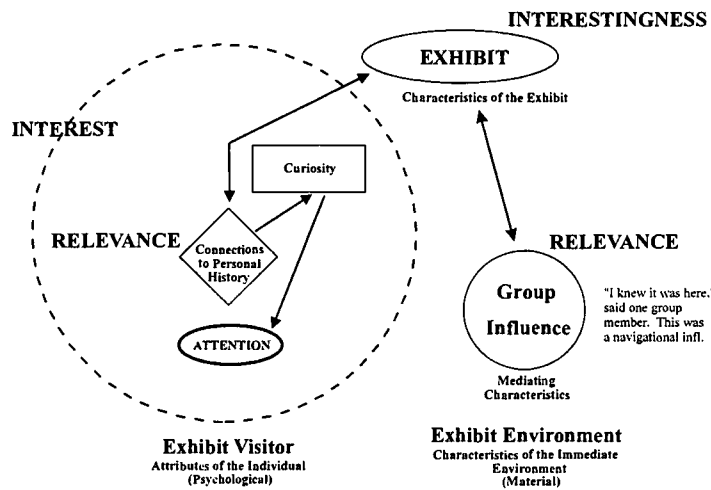 INTERESTINGNESS
EXHIBIT
Characteristics of the Exhibit
INTEREST
Curiosity
RELEVANCE
Connections
to Personal
History
ATTENTION
RELEVANCE
Group
Influence
"I knew it was here,"
said one group
member. This was
a navigational infl.
Mediating
Characteristics
Exhibit Visitor
Attributes of the Individual
(Psychological)
Exhibit Environment
Characteristics of the Immediate
Environment
(Material)